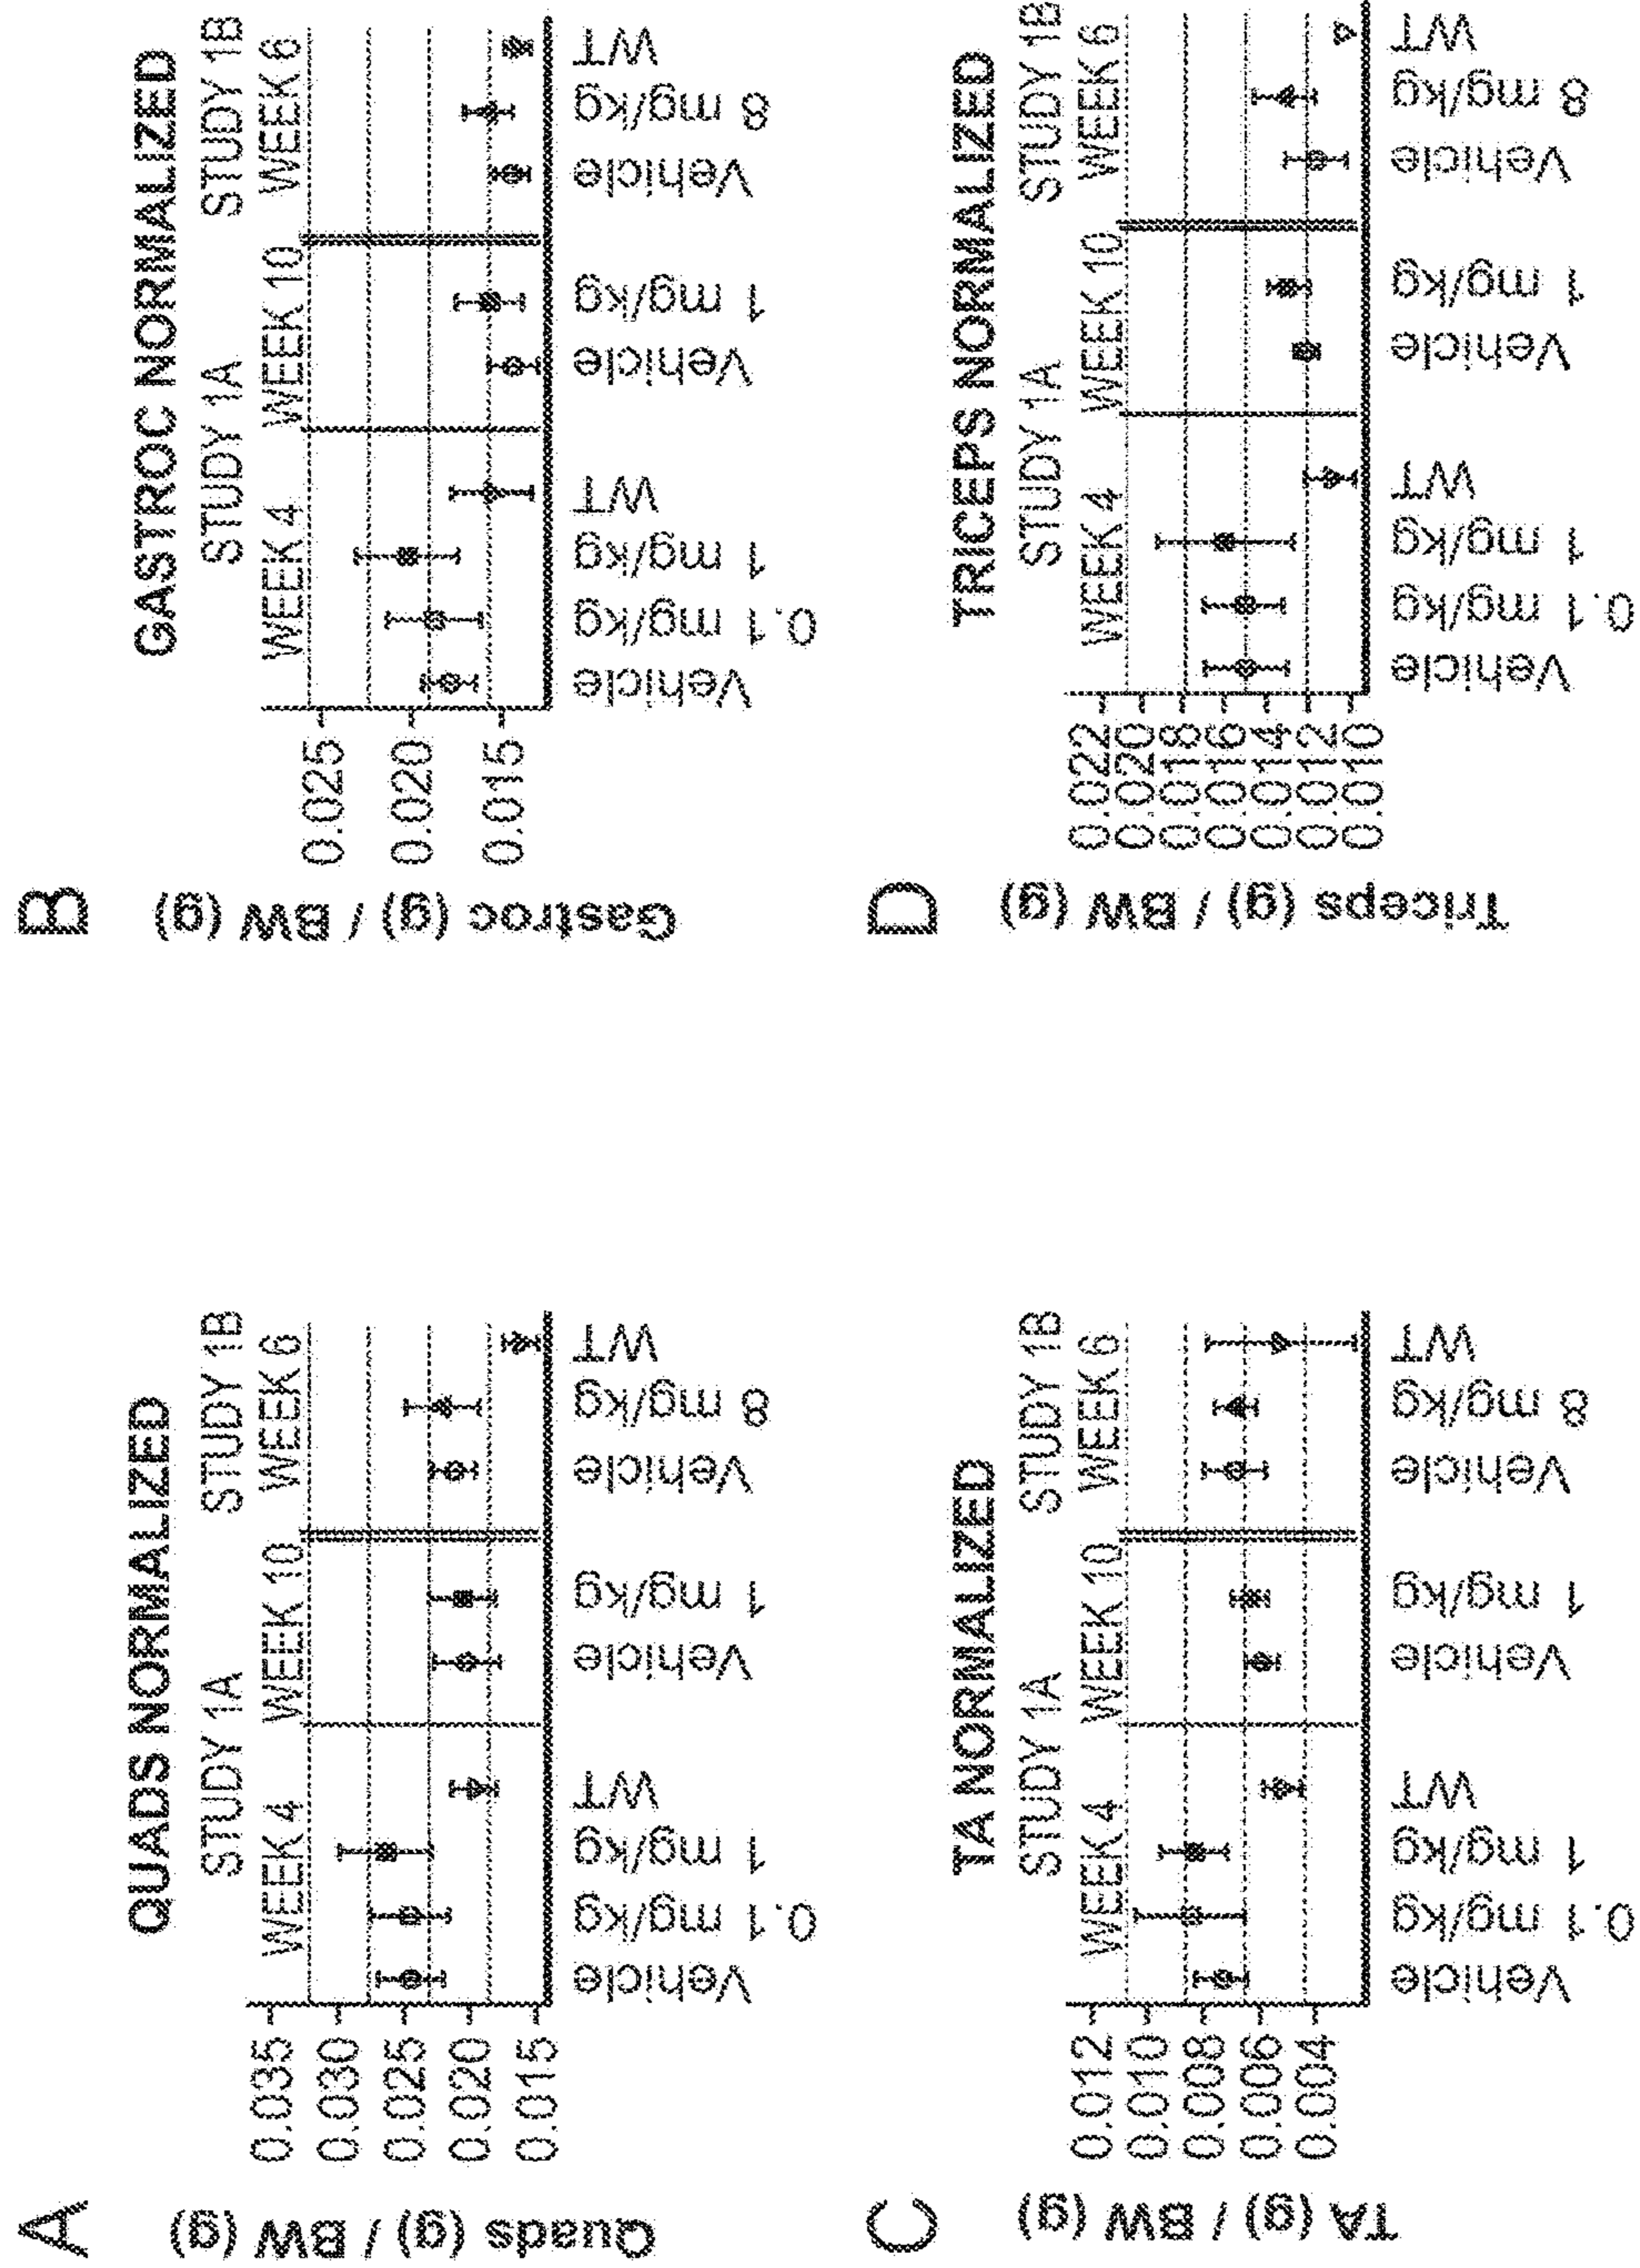 A
QUADS NORMALIZED
STUDY 1A STUDY 1B
WEEK 4 WEEK 10 WEEK 6
Quads (g) / BW (g)
0.035
0.030
0.025
0.020
0.015
Vehicle
0.1 mg/kg
1 mg/kg
WT
Vehicle
1 mg/kg
Vehicle
8 mg/kg
WT
B
GASTROC NORMALIZED
STUDY 1A STUDY 1B
WEEK 4 WEEK 10 WEEK 6
Gastroc (g) / BW (g)
0.025
0.020
0.015
Vehicle
0.1 mg/kg
1 mg/kg
WT
Vehicle
1 mg/kg
Vehicle
8 mg/kg
WT
C
TA NORMALIZED
STUDY 1A STUDY 1B
WEEK 4 WEEK 10 WEEK 6
TA (g) / BW (g)
0.012
0.010
0.008
0.006
0.004
Vehicle
0.1 mg/kg
1 mg/kg
WT
Vehicle
1 mg/kg
Vehicle
8 mg/kg
WT
D
TRICEPS NORMALIZED
STUDY 1A STUDY 1B
WEEK 4 WEEK 10 WEEK 6
Triceps (g) / BW (g)
0.022
0.020
0.018
0.016
0.014
0.012
0.010
Vehicle
0.1 mg/kg
1 mg/kg
WT
Vehicle
1 mg/kg
Vehicle
8 mg/kg
WT